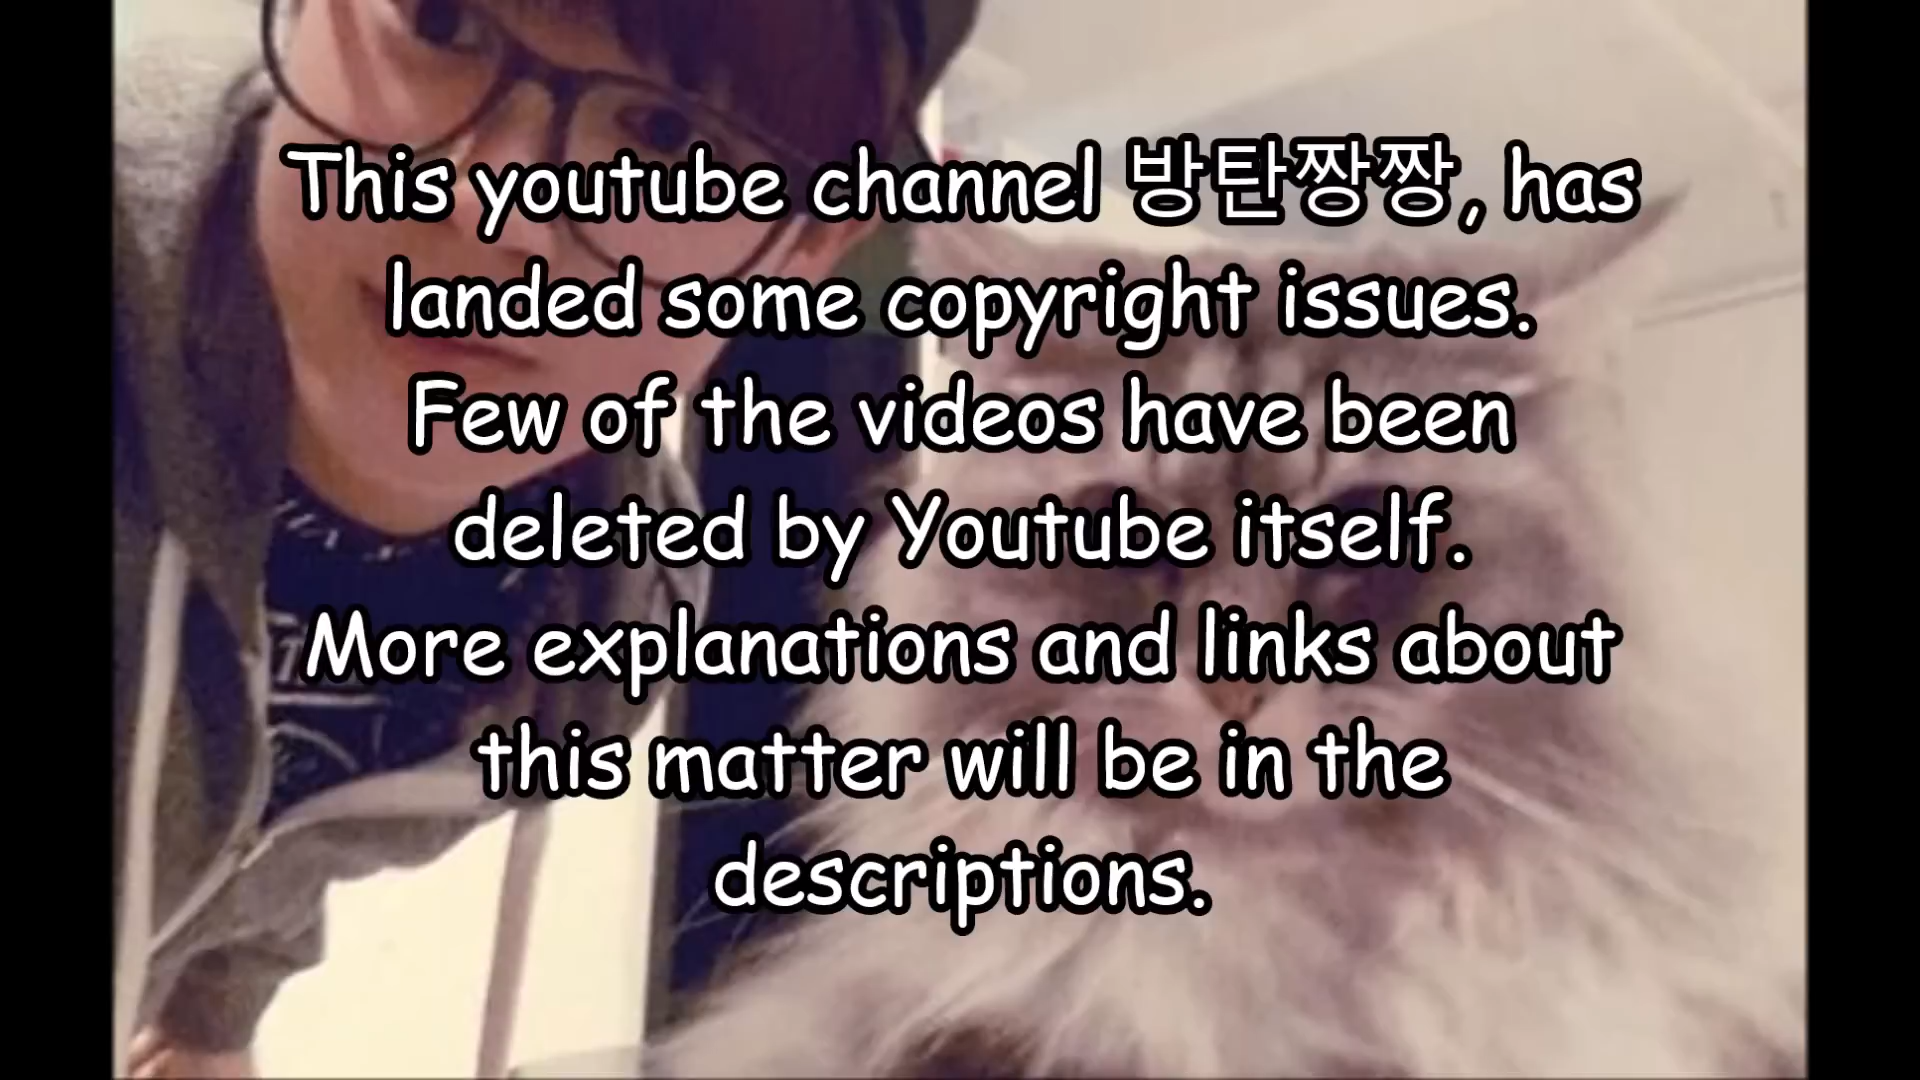 This youtube channel 방탄짱짱, has
landed some copyright issues.
Few of the videos have been
deleted by Youtube itself.
More explanations and links about
this matter will be in the
descriptions.